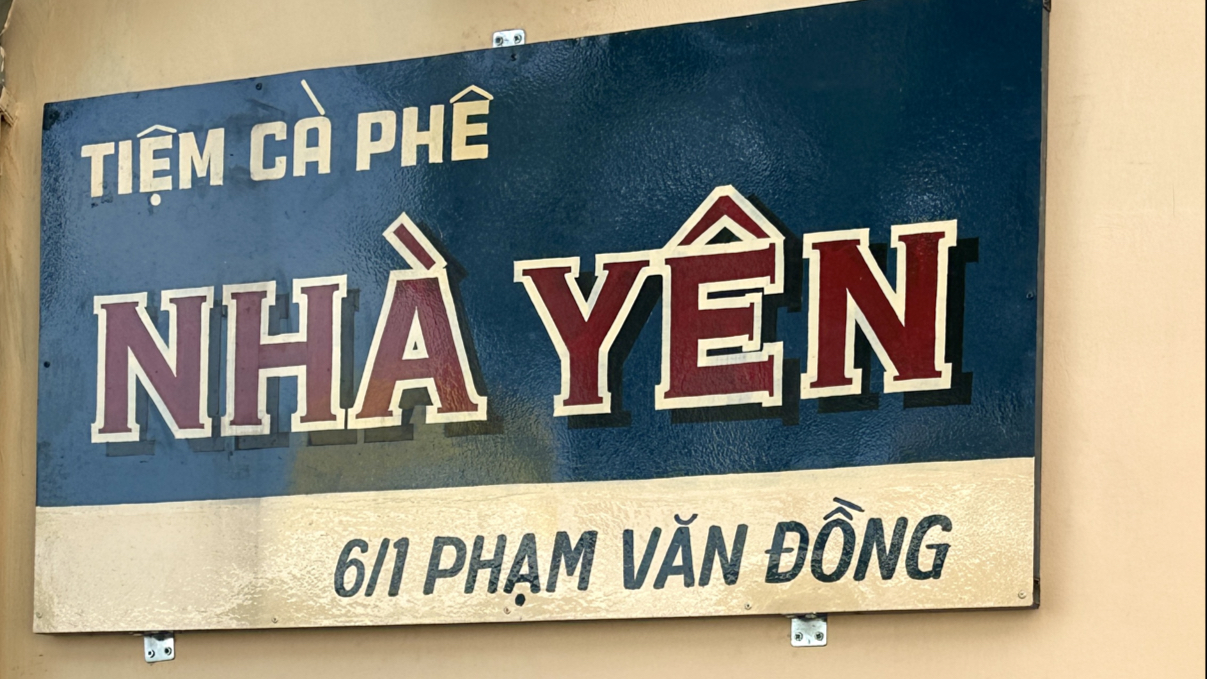 TIỆM CÀ PHÊ
NHÀ YÊN
6/1 PHẠM VĂN ĐỒNG